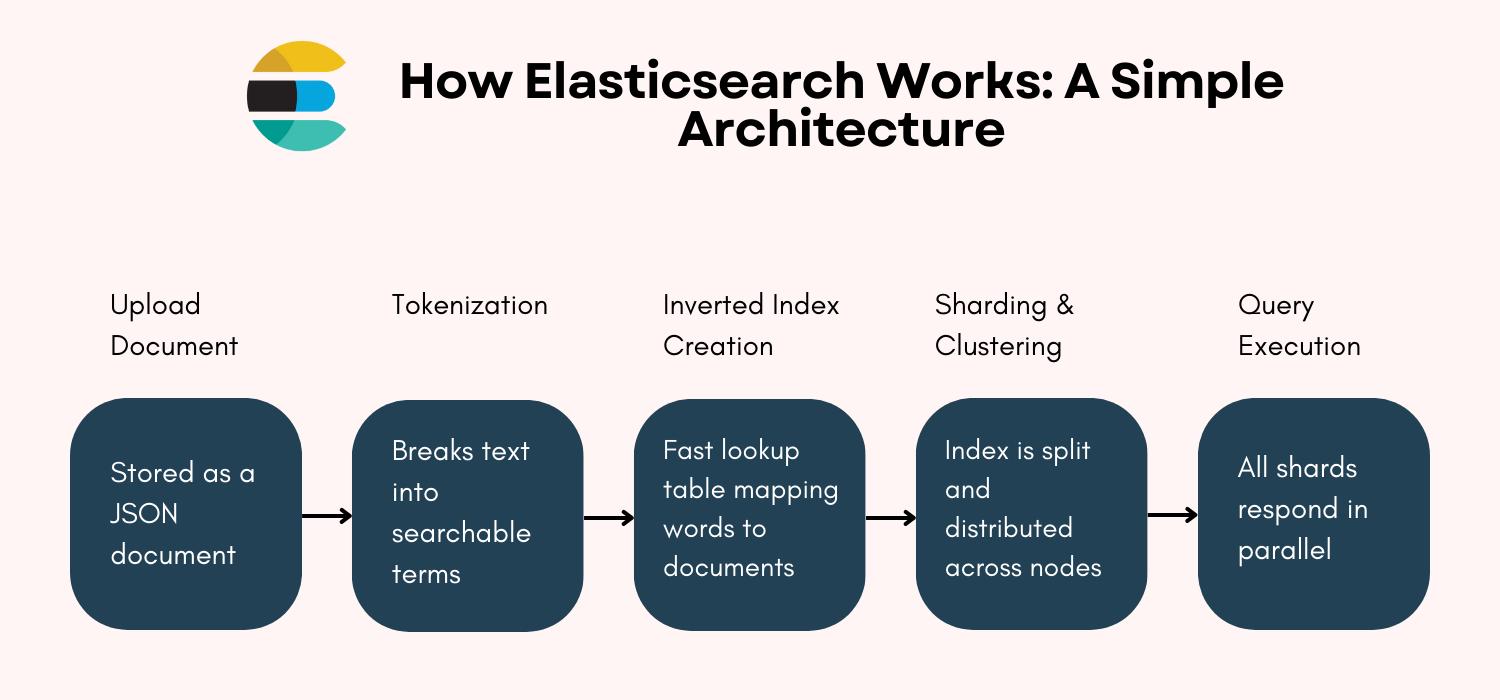 How Elasticsearch Works: A Simple
Architecture
Upload
Document
Tokenization
Inverted Index
Creation
Sharding &
Clustering
Query
Execution
Stored as a
JSON
document
Breaks text
into
searchable
terms
Fast lookup
table mapping
words to
documents
Index is split
and
distributed
across nodes
All shards
respond in
parallel